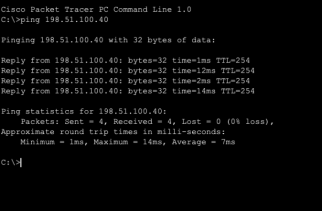 Cisco Packet Tracer PC Command Line 1.0
C:\>ping 198.51.100.40
Pinging 198.51.100.40 with 32 bytes of data:
Reply from 198.51.100.40: bytes=32 time=1ms TTL=254
Reply from 198.51.100.40: bytes=32 time=12ms TTL=254
Reply from 198.51.100.40: bytes=32 time=2ms TTL=254
Reply from 198.51.100.40: bytes=32 time=14ms TTL=254
Ping statistics for 198.51.100.40:
Packets: Sent = 4, Received = 4, Lost = 0 (0% loss),
Approximate round trip times in milli-seconds:
Minimum = 1ms, Maximum = 14ms, Average = 7ms
C:\>